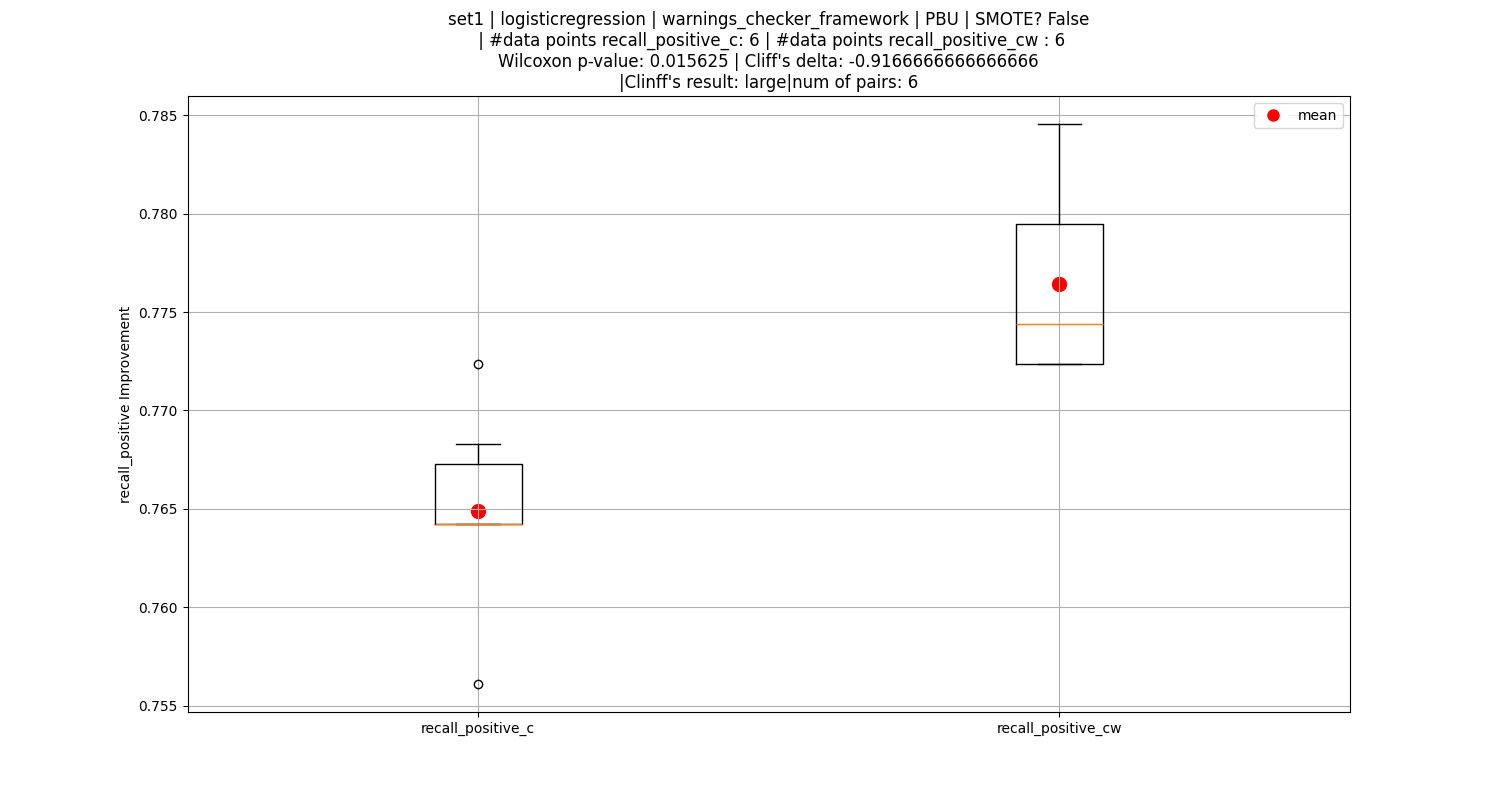 set1 | logisticregression | warnings_checker_framework | PBU | SMOTE? False
| #data points recall_positive_c: 6 | #data points recall_positive_cw : 6
Wilcoxon p-value: 0.015625 | Cliff's delta: -0.9166666666666666
|Clinff's result: large|num of pairs: 6
mean
0.785
0.780
0.775
0.770
0.765
0.760
0.755
recall_positive Improvement
recall_positive_c
recall_positive_cw